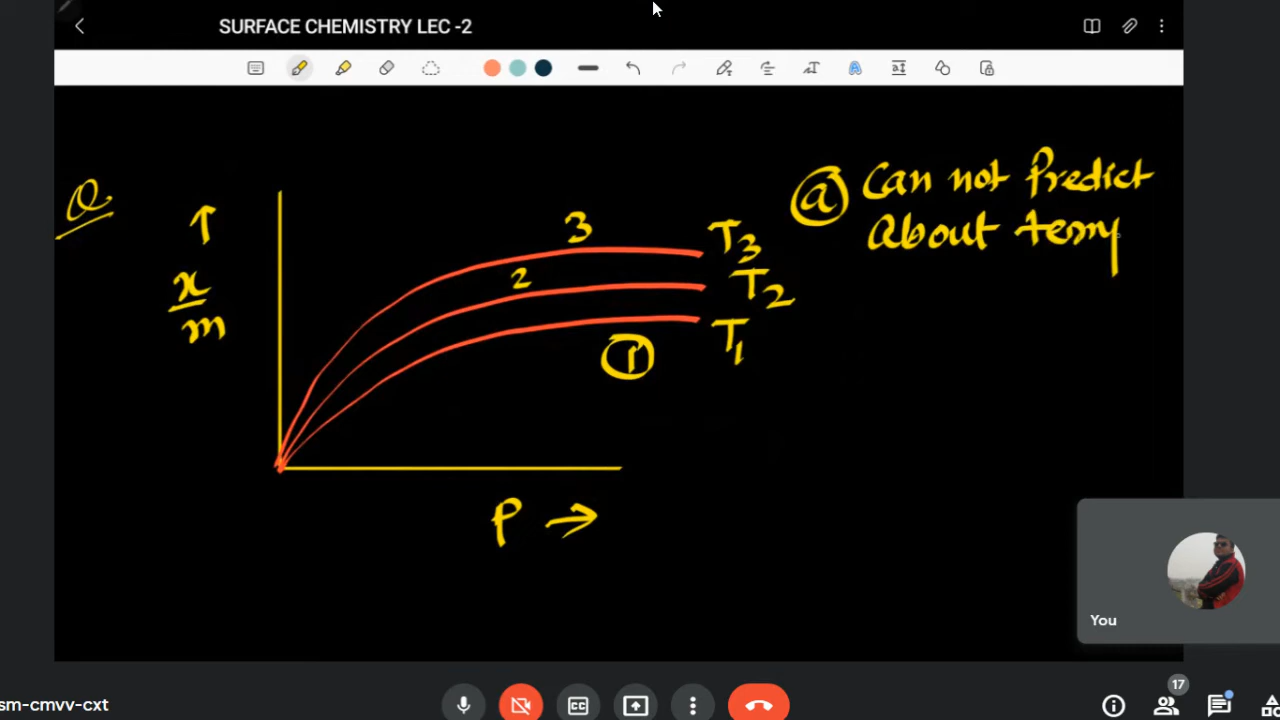 SURFACE CHEMISTRY LEC -2
Q
↑
x/m
3
2
①
T3
T2
T1
P →
ⓐ Can not Predict
About temp
You
17
sm-cmvv-cxt